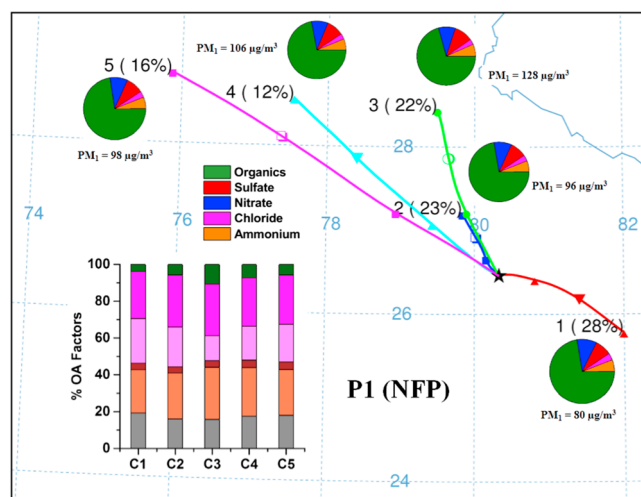 PM1 = 106 µg/m3
PM1 = 128 µg/m3
5 ( 16%)
4 ( 12%)
PM1 = 98 µg/m3
3 ( 22%)
28
PM1 = 96 µg/m3
Organics
Sulfate
Nitrate
Chloride
Ammonium
74
76
78
2 ( 23%)
80
26
1 ( 28%)
82
100
80
60
40
20
0
% OA Factors
C1 C2 C3 C4 C5
P1 (NFP)
PM1 = 80 µg/m3
24